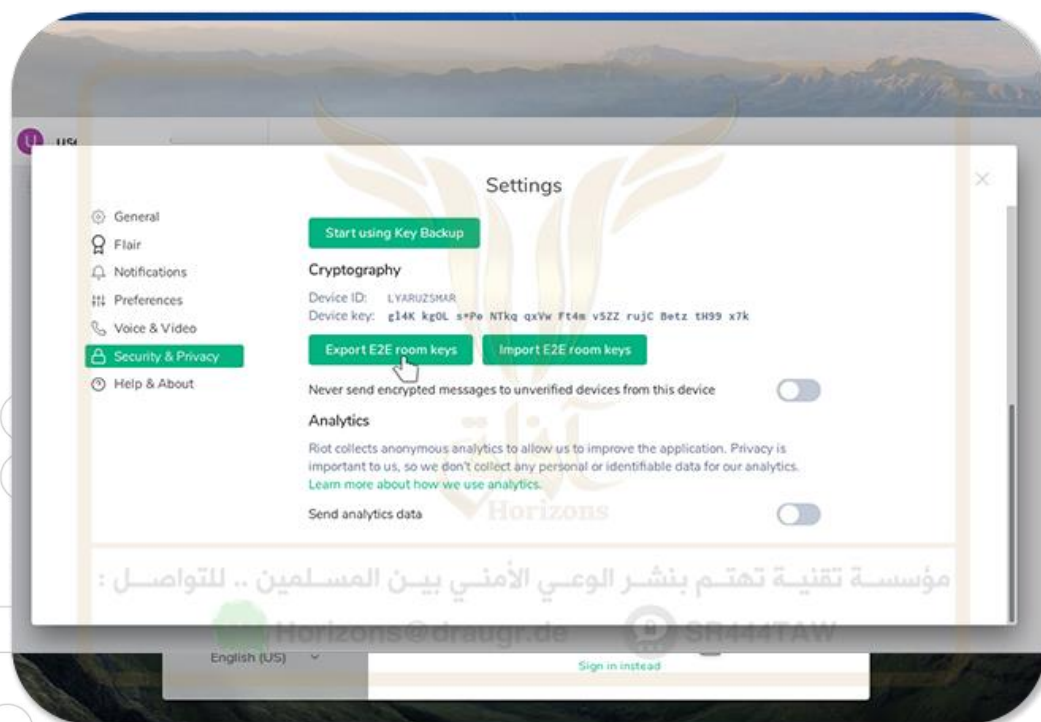 Settings
General
Flair
Notifications
Preferences
Voice & Video
Security & Privacy
Help & About
Start using Key Backup
Cryptography
Device ID: LYARUZSMAR
Device key: gl4K kgOL s+Pe NTkq qxVw Ft4m vSZZ rujC Betz tH99 x7k
Export E2E room keys Import E2E room keys
Never send encrypted messages to unverified devices from this device
Analytics
Riot collects anonymous analytics to allow us to improve the application. Privacy is
important to us, so we don't collect any personal or identifiable data for our analytics.
Learn more about how we use analytics.
Send analytics data
آفاق
Horizons
مؤسسة تقنية تهتم بنشر الوعي الأمني بين المسلمين .. للتواصل :
Horizons@draugr.de SR444TAW
English (US)
Sign in instead